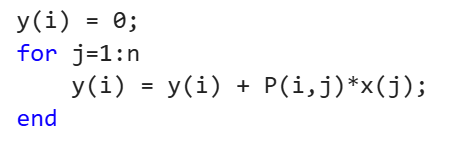 y(i) = 0;
for j=1:n
    y(i) = y(i) + P(i,j)*x(j);
end